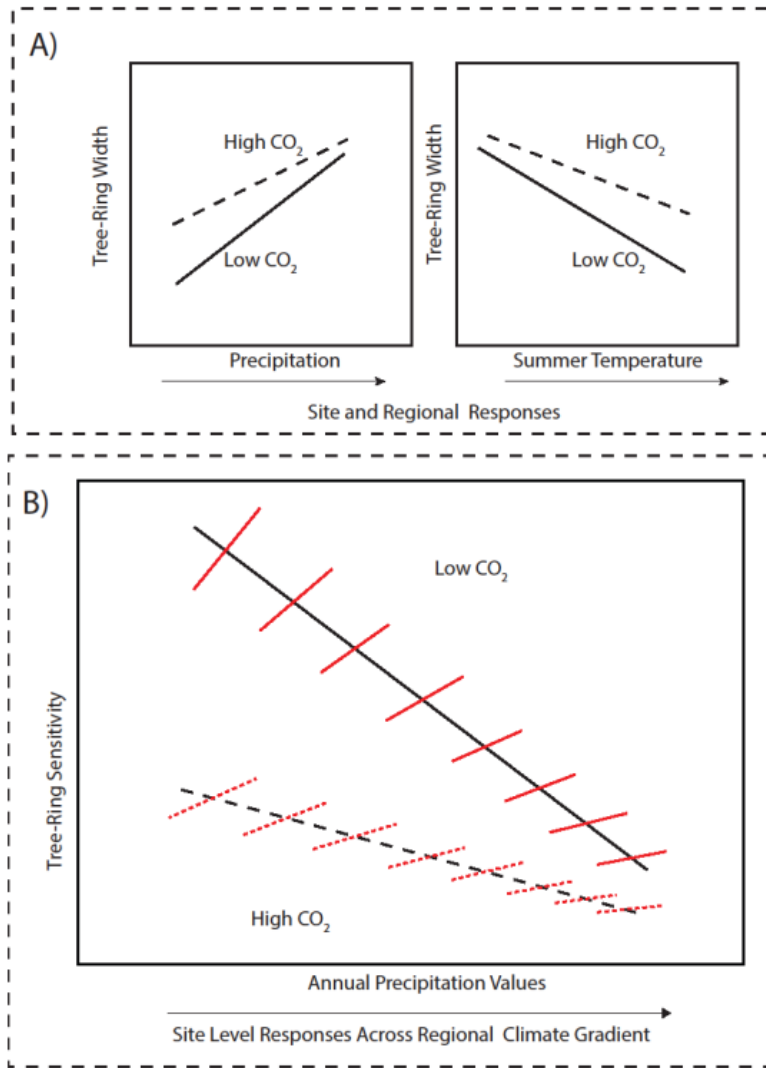 A)
Tree-Ring Width
High CO₂
Low CO₂
Precipitation
Tree-Ring Width
High CO₂
Low CO₂
Summer Temperature
Site and Regional Responses
B)
Tree-Ring Sensitivity
Low CO₂
High CO₂
Annual Precipitation Values
Site Level Responses Across Regional Climate Gradient